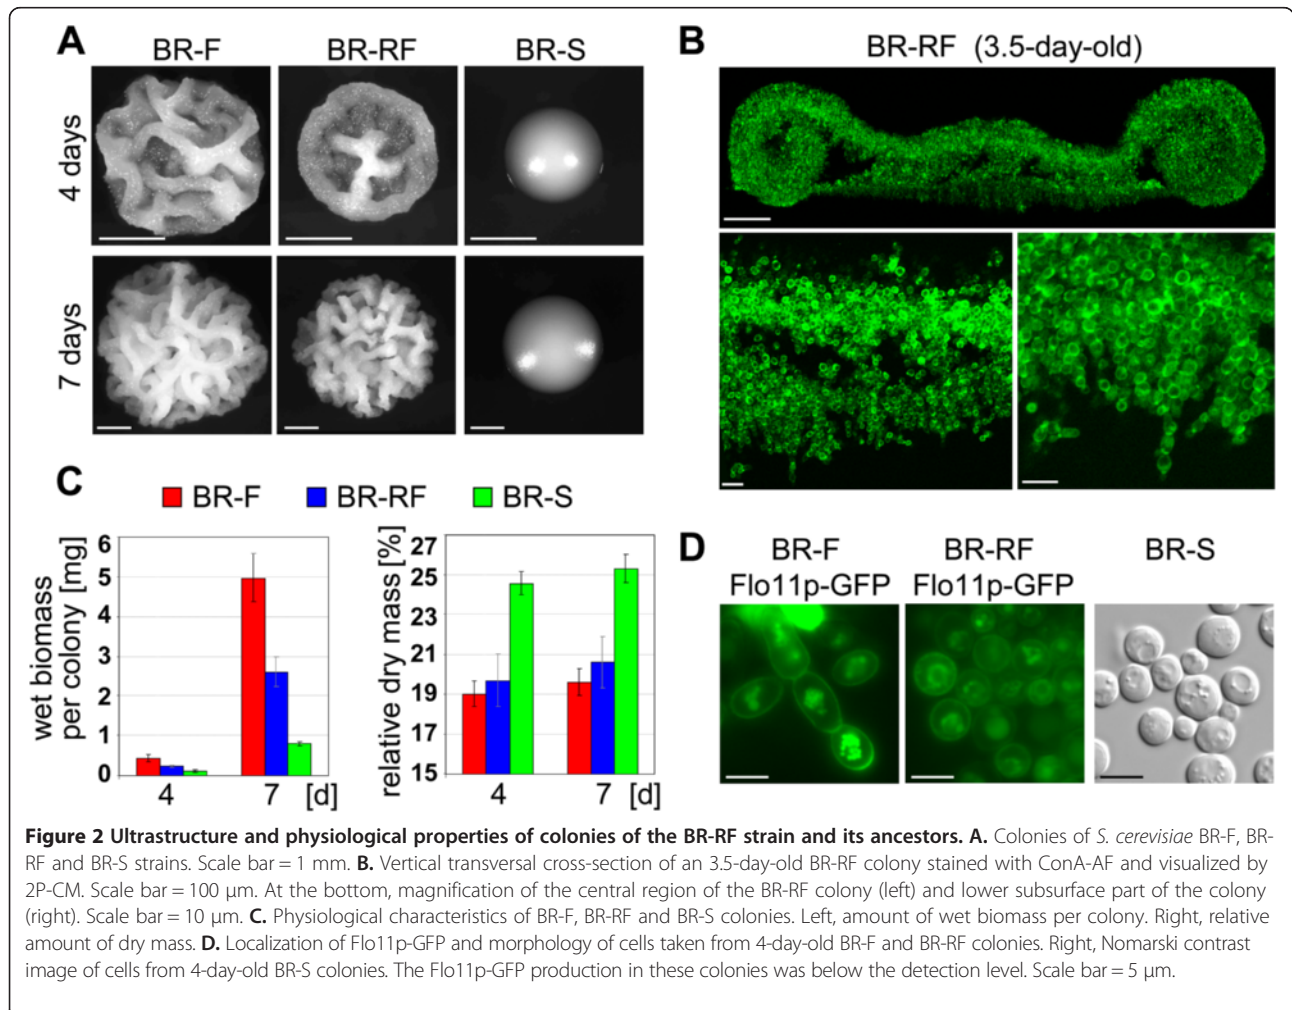 A
BR-F
BR-RF
BR-S
4 days
7 days
B
BR-RF (3.5-day-old)
C
BR-F
BR-RF
BR-S
wet biomass
per colony [mg]
6
5
4
3
2
1
0
4
7
[d]
relative dry mass [%]
27
25
23
21
19
17
15
4
7
[d]
D
BR-F
Flo11p-GFP
BR-RF
Flo11p-GFP
BR-S
Figure 2 Ultrastructure and physiological properties of colonies of the BR-RF strain and its ancestors. A. Colonies of S. cerevisiae BR-F, BR-
RF and BR-S strains. Scale bar = 1 mm. B. Vertical transversal cross-section of an 3.5-day-old BR-RF colony stained with ConA-AF and visualized by
2P-CM. Scale bar = 100 μm. At the bottom, magnification of the central region of the BR-RF colony (left) and lower subsurface part of the colony
(right). Scale bar = 10 μm. C. Physiological characteristics of BR-F, BR-RF and BR-S colonies. Left, amount of wet biomass per colony. Right, relative
amount of dry mass. D. Localization of Flo11p-GFP and morphology of cells taken from 4-day-old BR-F and BR-RF colonies. Right, Nomarski contrast
image of cells from 4-day-old BR-S colonies. The Flo11p-GFP production in these colonies was below the detection level. Scale bar = 5 μm.